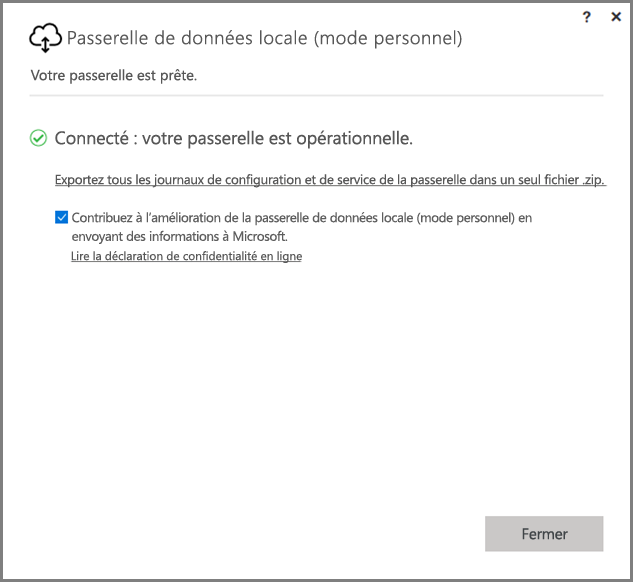 ? ×
Passerelle de données locale (mode personnel)
Votre passerelle est prête.
Connecté : votre passerelle est opérationnelle.
Exportez tous les journaux de configuration et de service de la passerelle dans un seul fichier .zip.
Contribuez à l'amélioration de la passerelle de données locale (mode personnel) en
envoyant des informations à Microsoft.
Lire la déclaration de confidentialité en ligne
Fermer